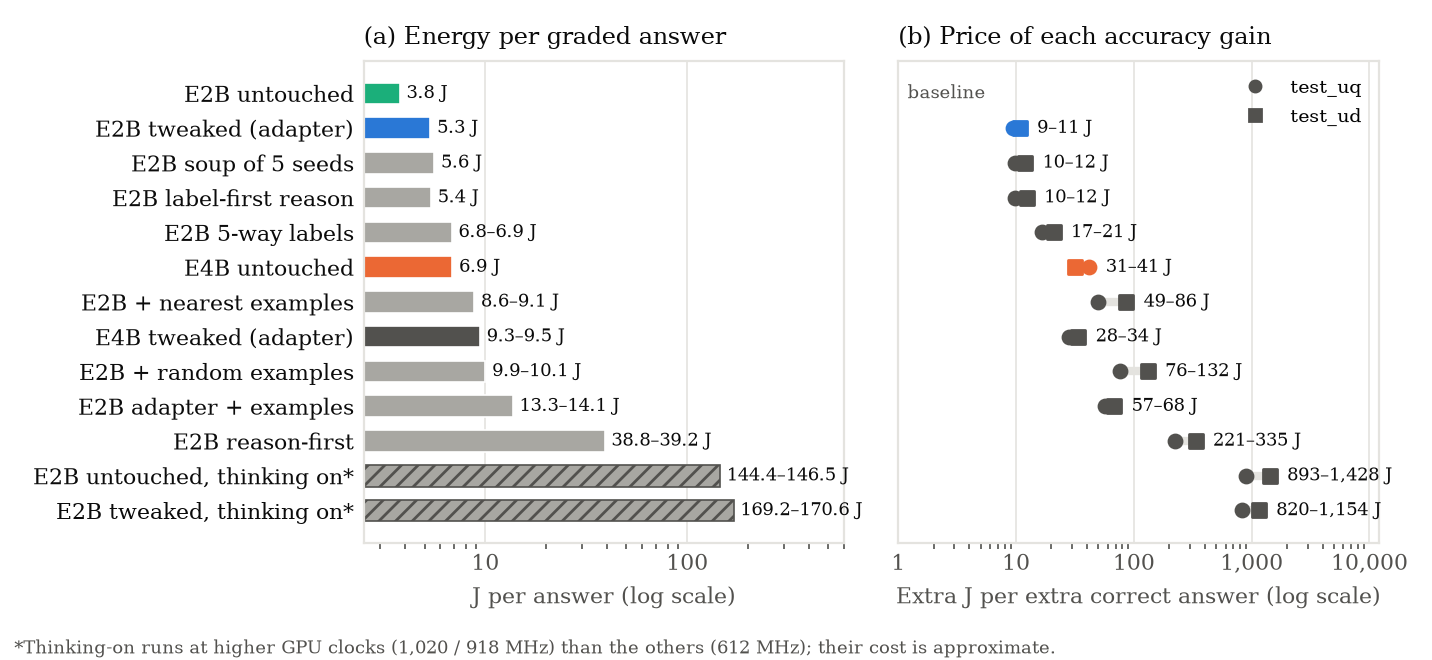 (a) Energy per graded answer
E2B untouched 3.8 J
E2B tweaked (adapter) 5.3 J
E2B soup of 5 seeds 5.6 J
E2B label-first reason 5.4 J
E2B 5-way labels 6.8–6.9 J
E4B untouched 6.9 J
E2B + nearest examples 8.6–9.1 J
E4B tweaked (adapter) 9.3–9.5 J
E2B + random examples 9.9–10.1 J
E2B adapter + examples 13.3–14.1 J
E2B reason-first 38.8–39.2 J
E2B untouched, thinking on* 144.4–146.5 J
E2B tweaked, thinking on* 169.2–170.6 J
10 100
J per answer (log scale)
(b) Price of each accuracy gain
baseline
test_uq
test_ud
9–11 J
10–12 J
10–12 J
17–21 J
31–41 J
49–86 J
28–34 J
76–132 J
57–68 J
221–335 J
893–1,428 J
820–1,154 J
1 10 100 1,000 10,000
Extra J per extra correct answer (log scale)
*Thinking-on runs at higher GPU clocks (1,020 / 918 MHz) than the others (612 MHz); their cost is approximate.